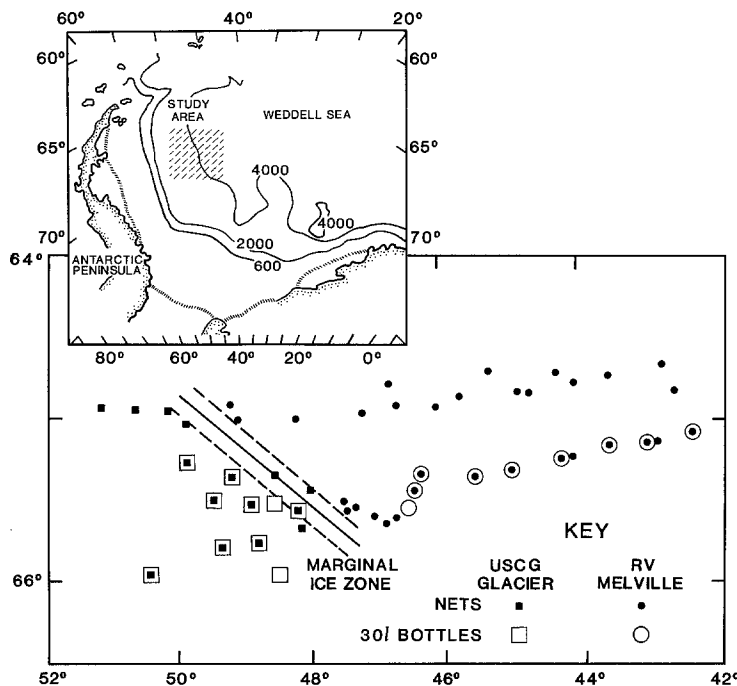 60° 40° 20°
60° 60°
STUDY
AREA
WEDDELL SEA
65° 65°
4000
4000
70° 2000 70°
600
64°
ANTARCTIC
PENINSULA
80° 60° 40° 20° 0°
KEY
MARGINAL
ICE ZONE
USCG
GLACIER
RV
MELVILLE
66°
NETS
30l BOTTLES
52° 50° 48° 46° 44° 42°